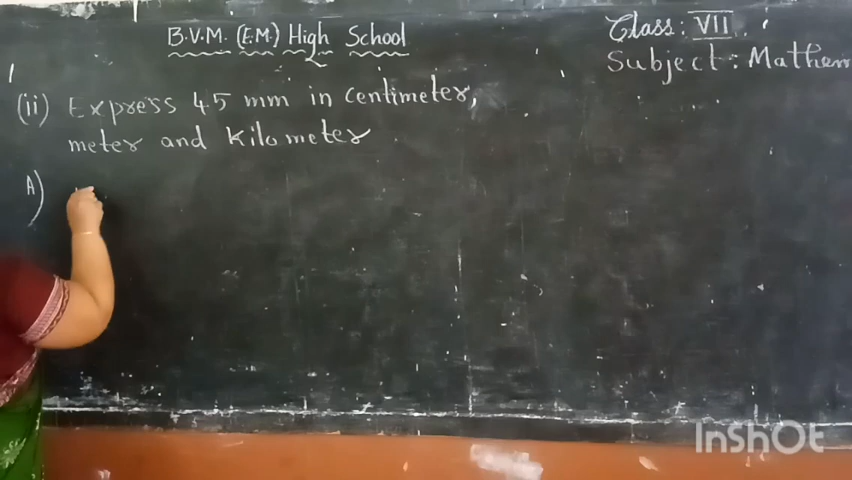 B.V.M. (E.M.) High School
Class: VII
Subject: Mathem
(ii) Express 45 mm in centimeter,
meter and kilometer
A)
InShOt